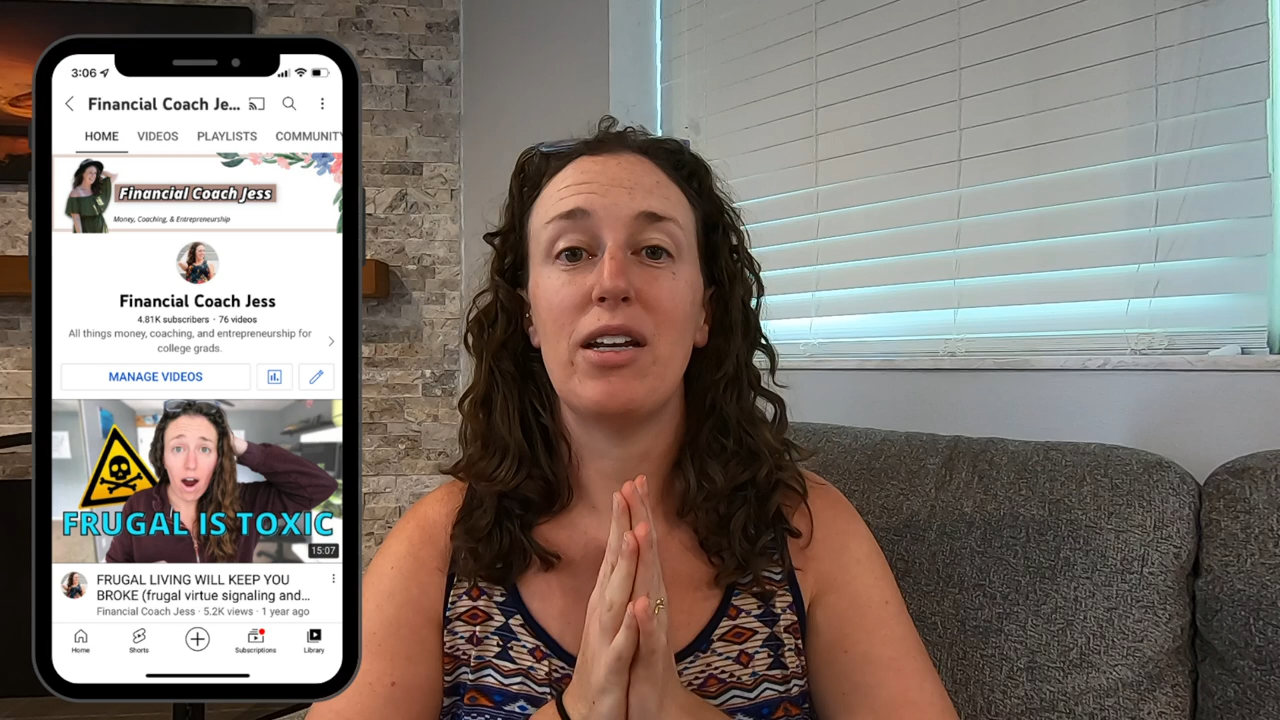 3:06
Financial Coach Je...
HOME VIDEOS PLAYLISTS COMMUNITY
Financial Coach Jess
Money, Coaching, & Entrepreneurship
Financial Coach Jess
4.81K subscribers · 76 videos
All things money, coaching, and entrepreneurship for
college grads.
MANAGE VIDEOS
FRUGAL IS TOXIC
15:07
FRUGAL LIVING WILL KEEP YOU
BROKE (frugal virtue signaling and...
Financial Coach Jess · 5.2K views · 1 year ago
Home Shorts Subscriptions Library